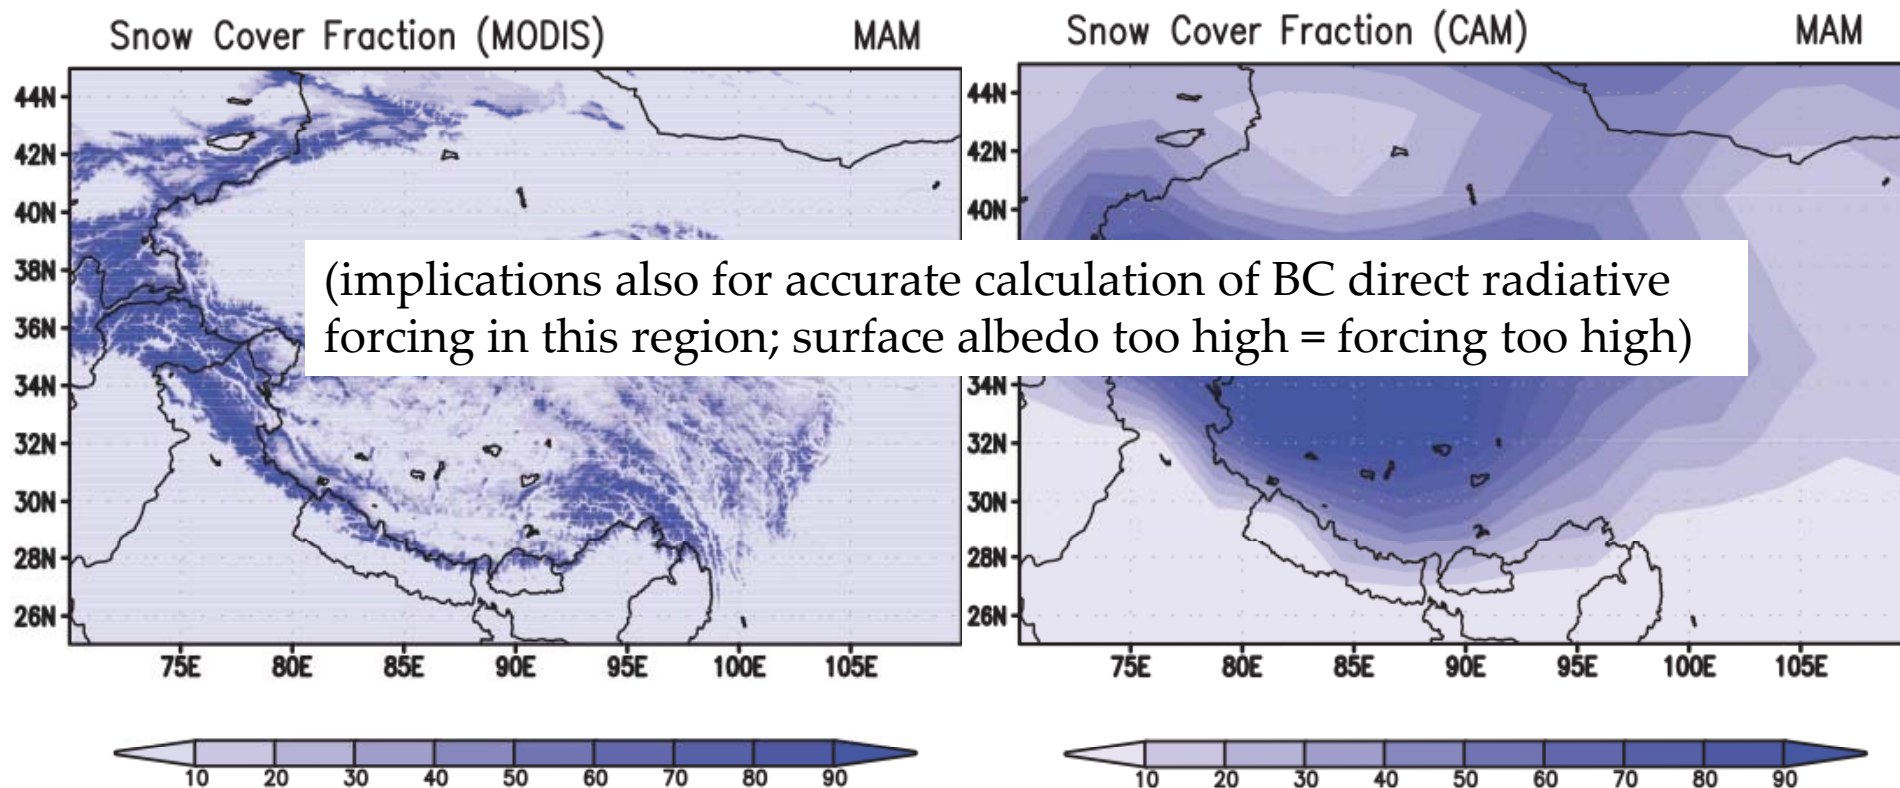 Snow Cover Fraction (MODIS) MAM
Snow Cover Fraction (CAM) MAM
44N
42N
40N
38N
36N
34N
32N
30N
28N
26N
75E 80E 85E 90E 95E 100E 105E
10 20 30 40 50 60 70 80 90
44N
42N
40N
34N
32N
30N
28N
26N
75E 80E 85E 90E 95E 100E 105E
10 20 30 40 50 60 70 80 90
(implications also for accurate calculation of BC direct radiative
forcing in this region; surface albedo too high = forcing too high)